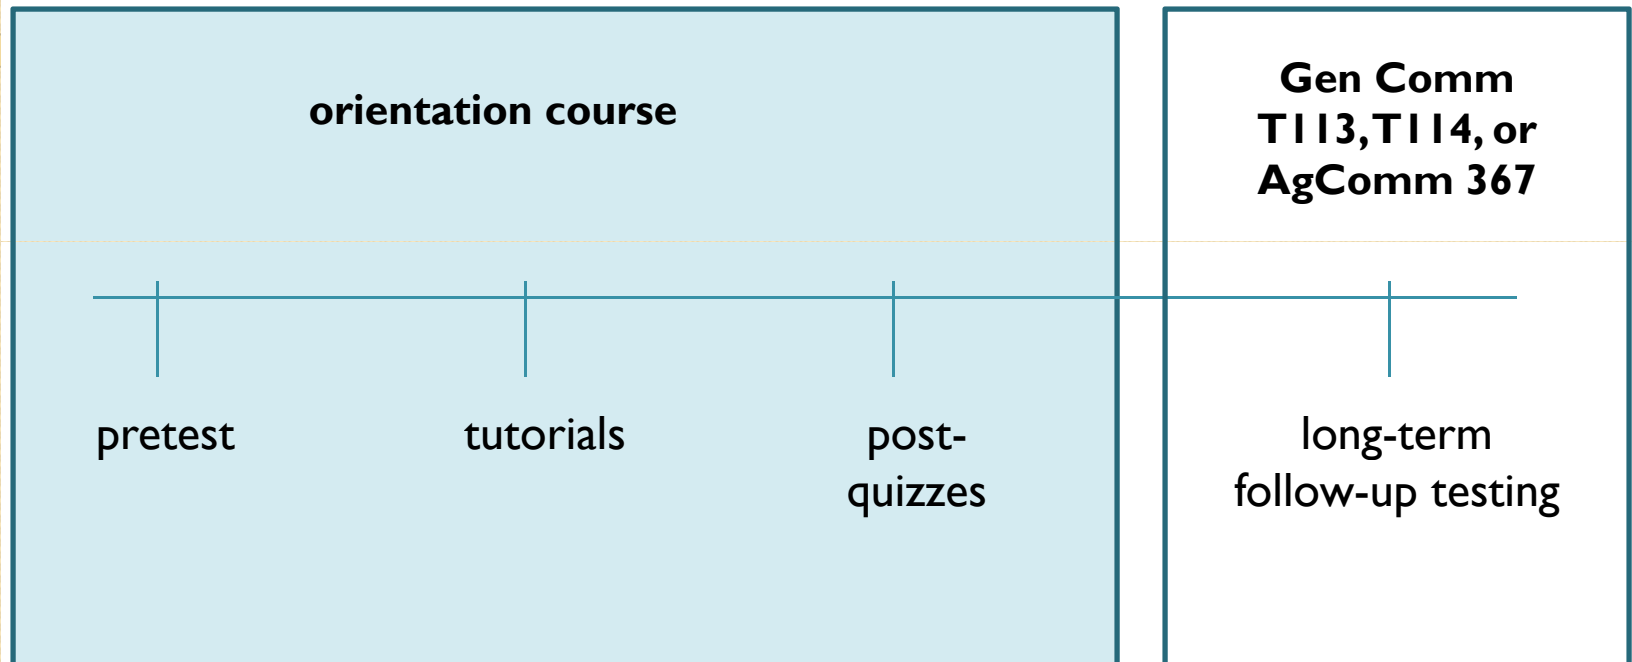 orientation course
Gen Comm
T113, T114, or
AgComm 367
pretest
tutorials
post-
quizzes
long-term
follow-up testing